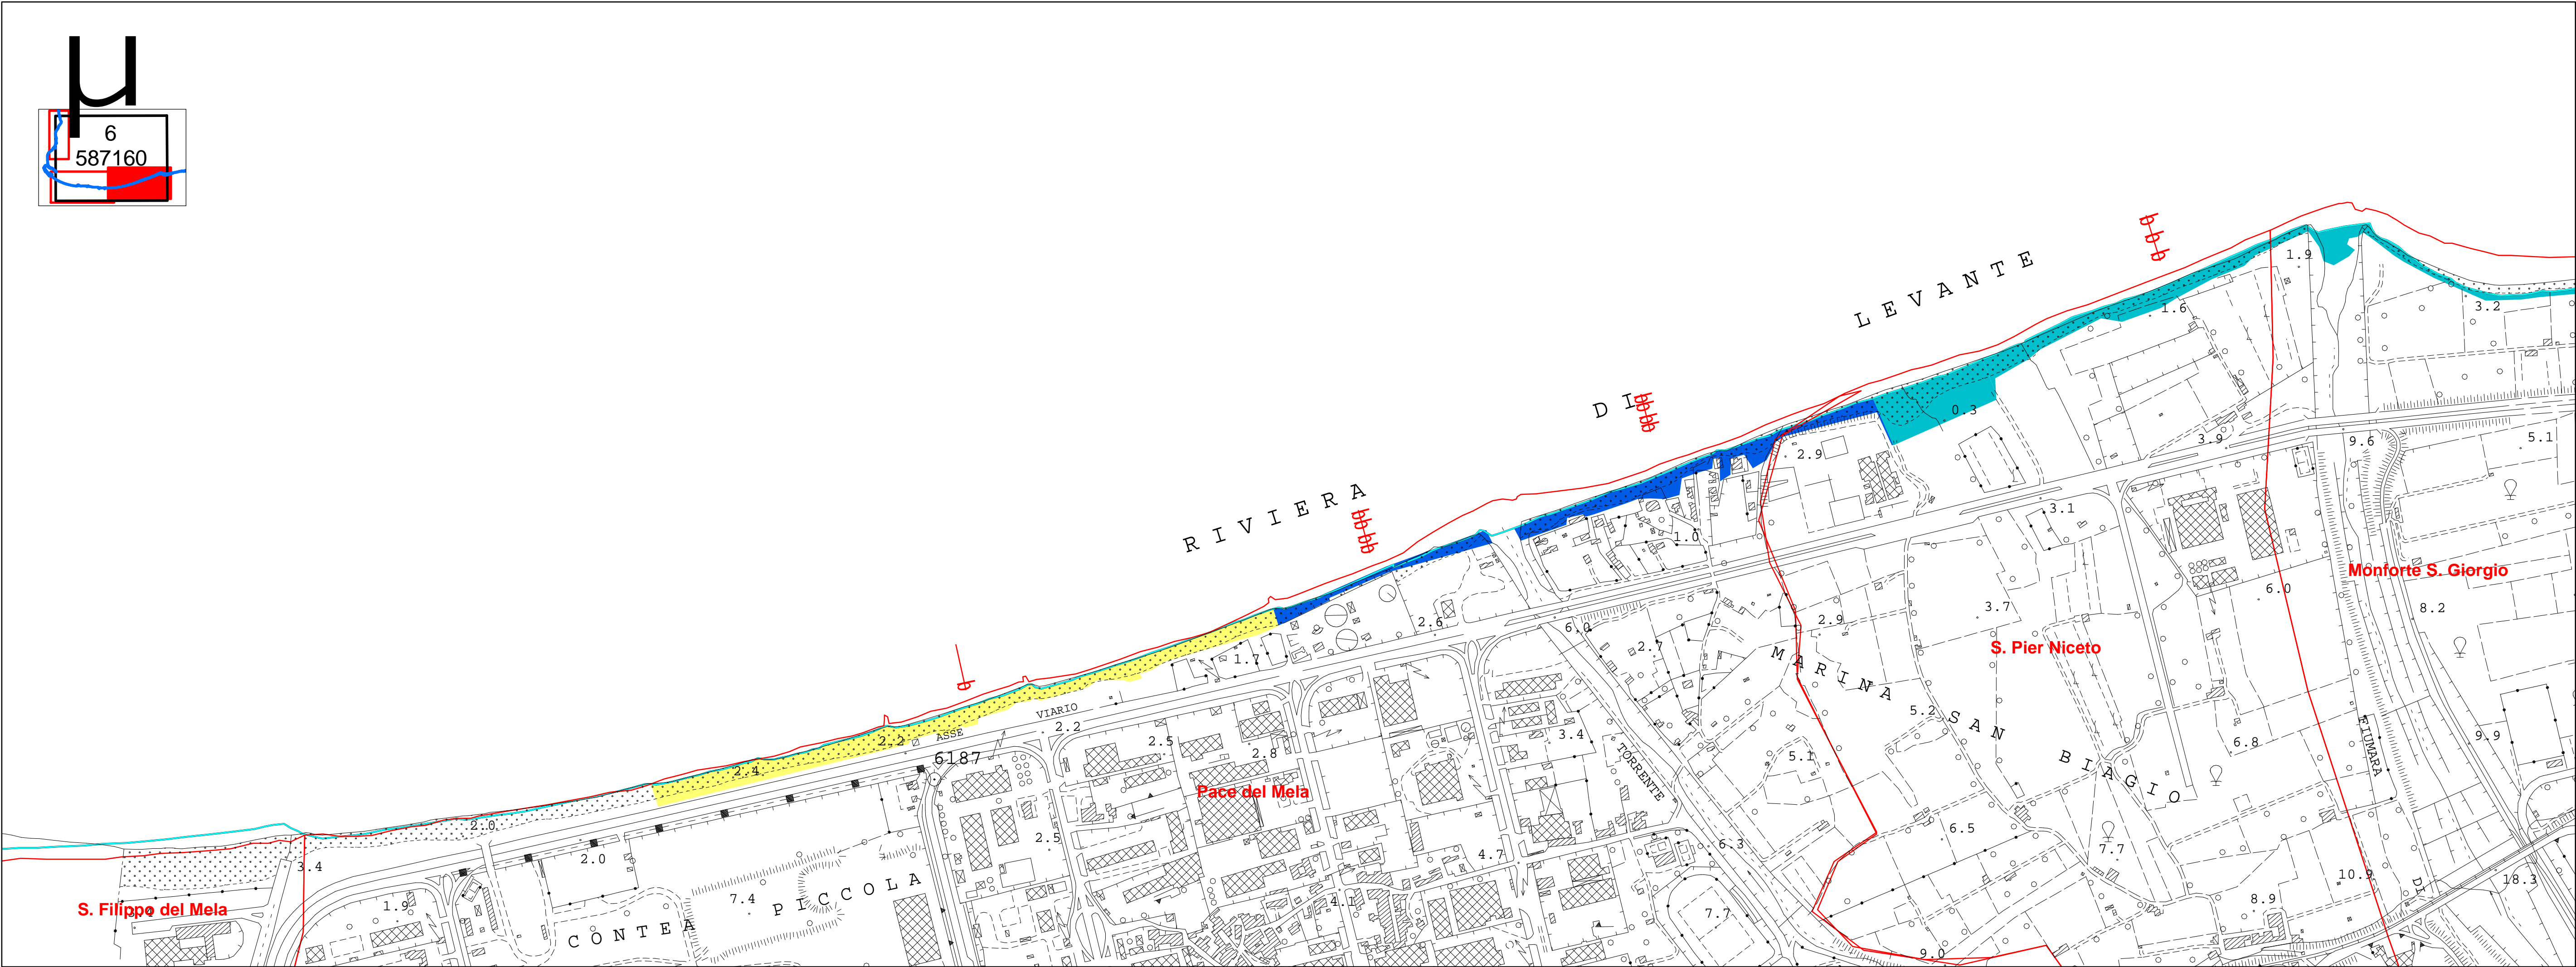 μ
6
587160
RIVIERA
DI
LEVANTE
b
bbbb
bbbb
b b b
1.9
3.2
1.6
0.3
3.9
9.6
5.1
2.9
3.1
1.0
Monforte S. Giorgio
6.0
8.2
2.6
6.0
2.9
3.7
S. Pier Niceto
2.7
1.7
MARINA SAN BIAGIO
VIARIO
ASSE
2.2
2.2
5.2
2.5
3.4
2.8
6187
6.8
FIUMARA
9.9
5.1
2.4
TORRENTE
Pace del Mela
2.0
2.5
6.5
6.3
7.7
3.4
2.0
4.7
10.9
DI
18.3
S. Filippo del Mela
1.9
7.4
CONTEA PICCOLA
4.1
7.7
8.9
9.0